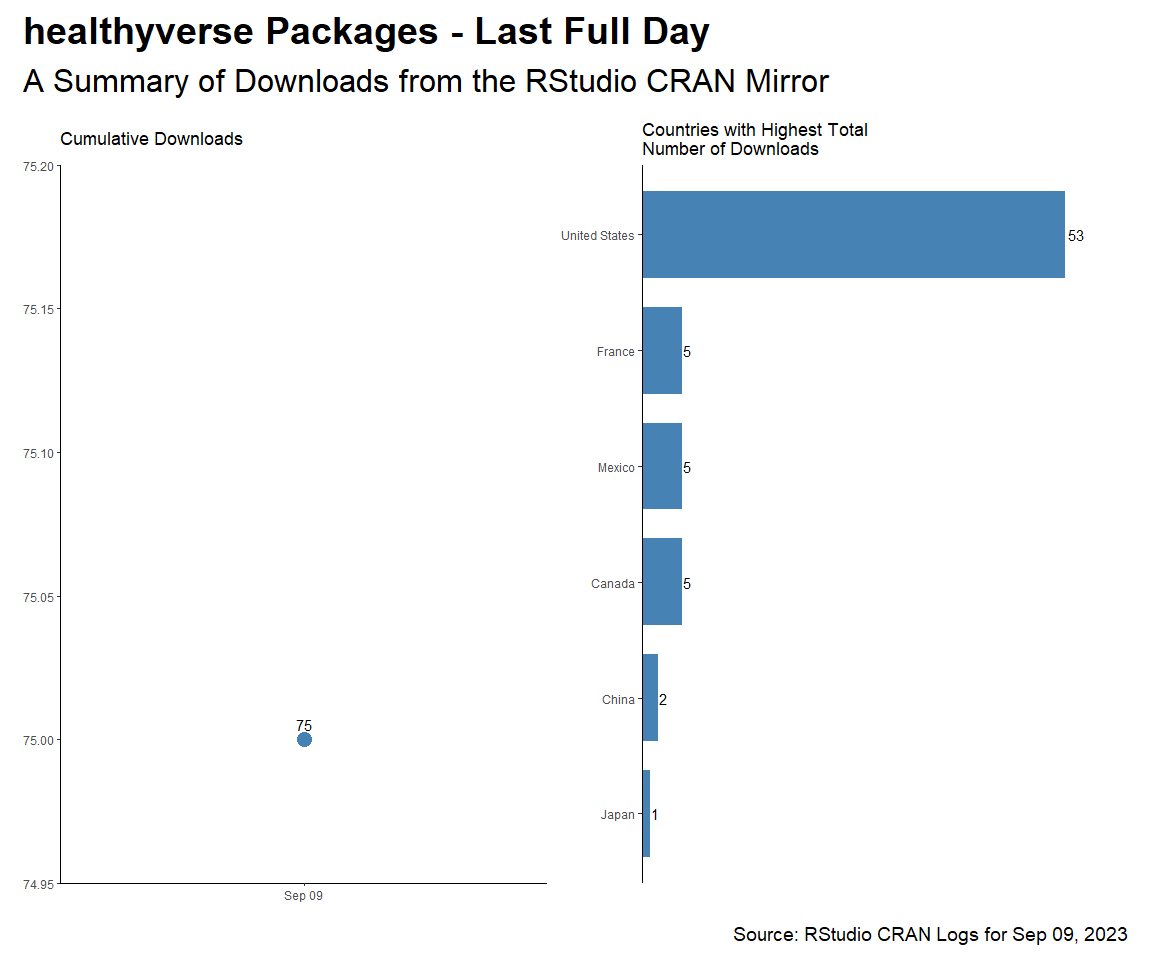 healthyverse Packages - Last Full Day
A Summary of Downloads from the RStudio CRAN Mirror
Cumulative Downloads
75.20
75.15
75.10
75.05
75.00
74.95
75
Sep 09
Countries with Highest Total
Number of Downloads
United States
53
France
5
Mexico
5
Canada
5
China
2
Japan
1
Source: RStudio CRAN Logs for Sep 09, 2023